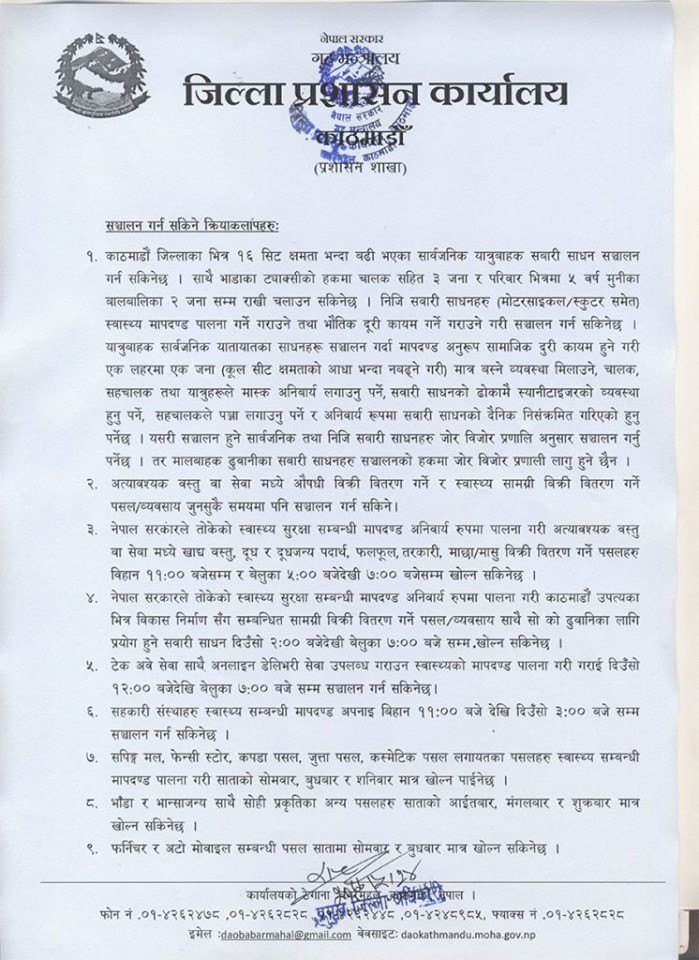 नेपाल सरकार
गृह मन्त्रालय
जिल्ला प्रशासन कार्यालय
काठमाडौँ
(प्रशासन शाखा)
सञ्चालन गर्न सकिने क्रियाकलापहरु:
१. काठमाडौं जिल्लाका भित्र १६ सिट क्षमता भन्दा बढी भएका सार्वजनिक यात्रुबाहक सबारी साधन सञ्चालन
गर्न सकिनेछ । साथै भाडाका ट्याक्सीको हकमा चालक सहित ३ जना र परिवार भित्रमा ५ वर्ष मुनीका
बालबालिका २ जना सम्म राखी चलाउन सकिनेछ । निजि सवारी साधनहरु (मोटरसाइकल/स्कुटर समेत)
स्वास्थ्य मापदण्ड पालना गर्ने गराउने तथा भौतिक दूरी कायम गर्ने गराउने गरी सञ्चालन गर्न सकिनेछ ।
यात्रुबाहक सार्वजनिक यातायातका साधनहरू सञ्चालन गर्दा मापदण्ड अनुरूप सामाजिक दुरी कायम हुने गरी
एक लहरमा एक जना (कूल सीट क्षमताको आधा भन्दा नबढ्ने गरी) मात्र बस्ने व्यवस्था मिलाउने, चालक,
सहचालक तथा यात्रुहरूले मास्क अनिबार्य लगाउनु पर्ने, सबारी साधनको ढोकामै स्यानीटाइजरको व्यवस्था
हुनु पर्ने, सहचालकले पञ्जा लगाउनु पर्ने र अनिवार्य रूपमा सवारी साधनको दैनिक निसंक्रमित गरिएको हुनु
पर्नेछ । यसरी सञ्चालन हुने सार्वजनिक तथा निजि सबारी साधनहरु जोर विजोर प्रणालि अनुसार सञ्चालन गर्नु
पर्नेछ । तर मालबाहक ढुवानीका सबारी साधनहरु सञ्चालनको हकमा जोर विजोर प्रणाली लागु हुने छैन ।
२. अत्यावश्यक वस्तु वा सेवा मध्ये औषधी विक्री वितरण गर्ने र स्वास्थ्य सामग्री विक्री वितरण गर्ने
पसल/व्यवसाय जुनसुकै समयमा पनि सञ्चालन गर्न सकिने।
३. नेपाल सरकारले तोकेको स्वास्थ्य सुरक्षा सम्बन्धी मापदण्ड अनिवार्य रुपमा पालना गरी अत्यावश्यक वस्तु
वा सेवा मध्ये खाद्य वस्तु, दूध र दूधजन्य पदार्थ, फलफूल,तरकारी, माछा/मासु विक्री वितरण गर्ने पसलहरु
विहान ११:०० बजेसम्म र बेलुका ५:०० बजेदेखी ७:०० बजेसम्म खोल्न सकिनेछ ।
४. नेपाल सरकारले तोकेको स्वास्थ्य सुरक्षा सम्बन्धी मापदण्ड अनिवार्य रुपमा पालना गरी काठमाडौं उपत्यका
भित्र विकास निर्माण सँग सम्बन्धित सामग्री विक्री वितरण गर्ने पसल/व्यवसाय साथै सो को ढुवानिका लागि
प्रयोग हुने सबारी साधन दिउँसो २:०० बजेदेखी बेलुका ७:०० बजे सम्म खोल्न सकिनेछ ।
५. टेक अवे सेवा साथै अनलाइन डेलिभरी सेवा उपलब्ध गराउन स्वास्थ्यको मापदण्ड पालना गरी गराई दिउँसो
१२:०० बजेदेखि बेलुका ७:०० बजे सम्म सञ्चालन गर्न सकिनेछ।
६. सहकारी संस्थाहरु स्वास्थ्य सम्बन्धी मापदण्ड अपनाइ बिहान ११:०० बजे देखि दिउँसो ३:०० बजे सम्म
सञ्चालन गर्न सकिनेछ ।
७. सपिङ्ग मल, फेन्सी स्टोर, कपडा पसल, जुत्ता पसल, कस्मेटिक पसल लगायतका पसलहरु स्वास्थ्य सम्बन्धी
मापदण्ड पालना गरी साताको सोमवार, बुधबार र शनिवार मात्र खोल्न पाईनेछ ।
८. भाँडा र भान्साजन्य साथै सोही प्रकृतिका अन्य पसलहरु साताको आईतबार, मंगलबार र शुक्रबार मात्र
खोल्न सकिनेछ ।
९. फर्निचर र अटो मोवाइल सम्बन्धी पसल सातामा सोमवार र बुधबार मात्र खोल्न सकिनेछ ।
कार्यालयको ठेगाना नेपाल ।
फोन नं .०१-४२६२४७८ ,०१-४२६२८२८ ,०१-४२४८९८५, फ्याक्स नं .०१-४२६२८२८
इमेल :daobabarmahal@gmail.com वेबसाइट: daokathmandu.moha.gov.np